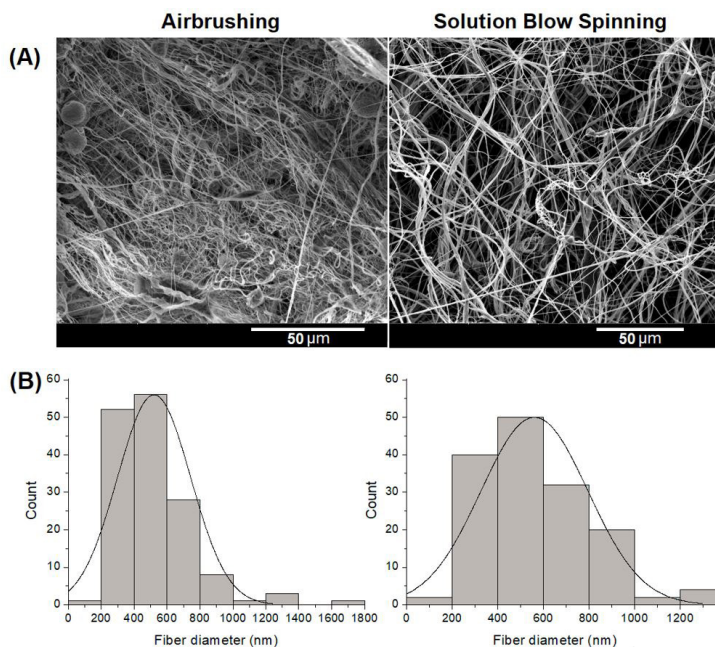 Airbrushing Solution Blow Spinning
(A)
50 µm 50 µm
(B)
60
50
40
30
20
10
0
Count
0 200 400 600 800 1000 1200 1400 1600 1800
Fiber diameter (nm)
60
50
40
30
20
10
0
Count
0 200 400 600 800 1000 1200
Fiber diameter (nm)